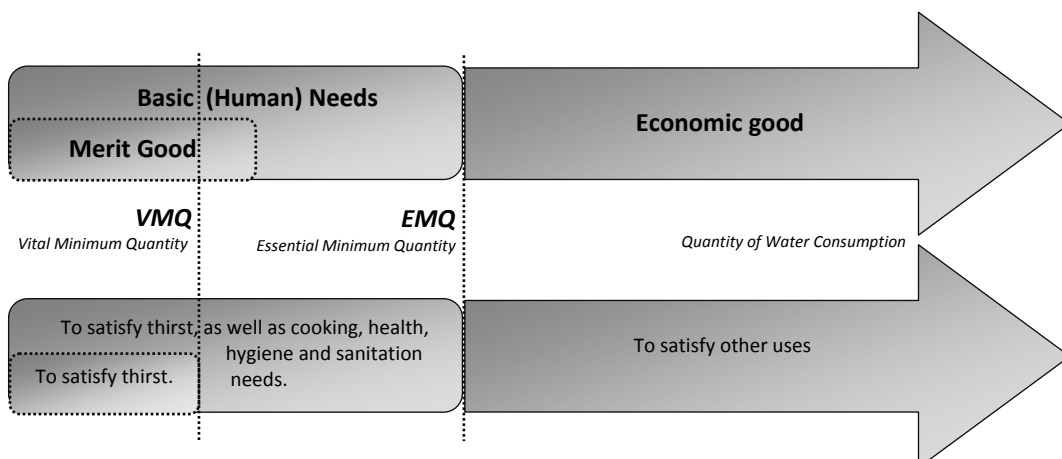 Basic (Human) Needs
Merit Good
Economic good
VMQ
Vital Minimum Quantity
EMQ
Essential Minimum Quantity
Quantity of Water Consumption
To satisfy thirst, as well as cooking, health,
hygiene and sanitation
needs.
To satisfy thirst.
To satisfy other uses